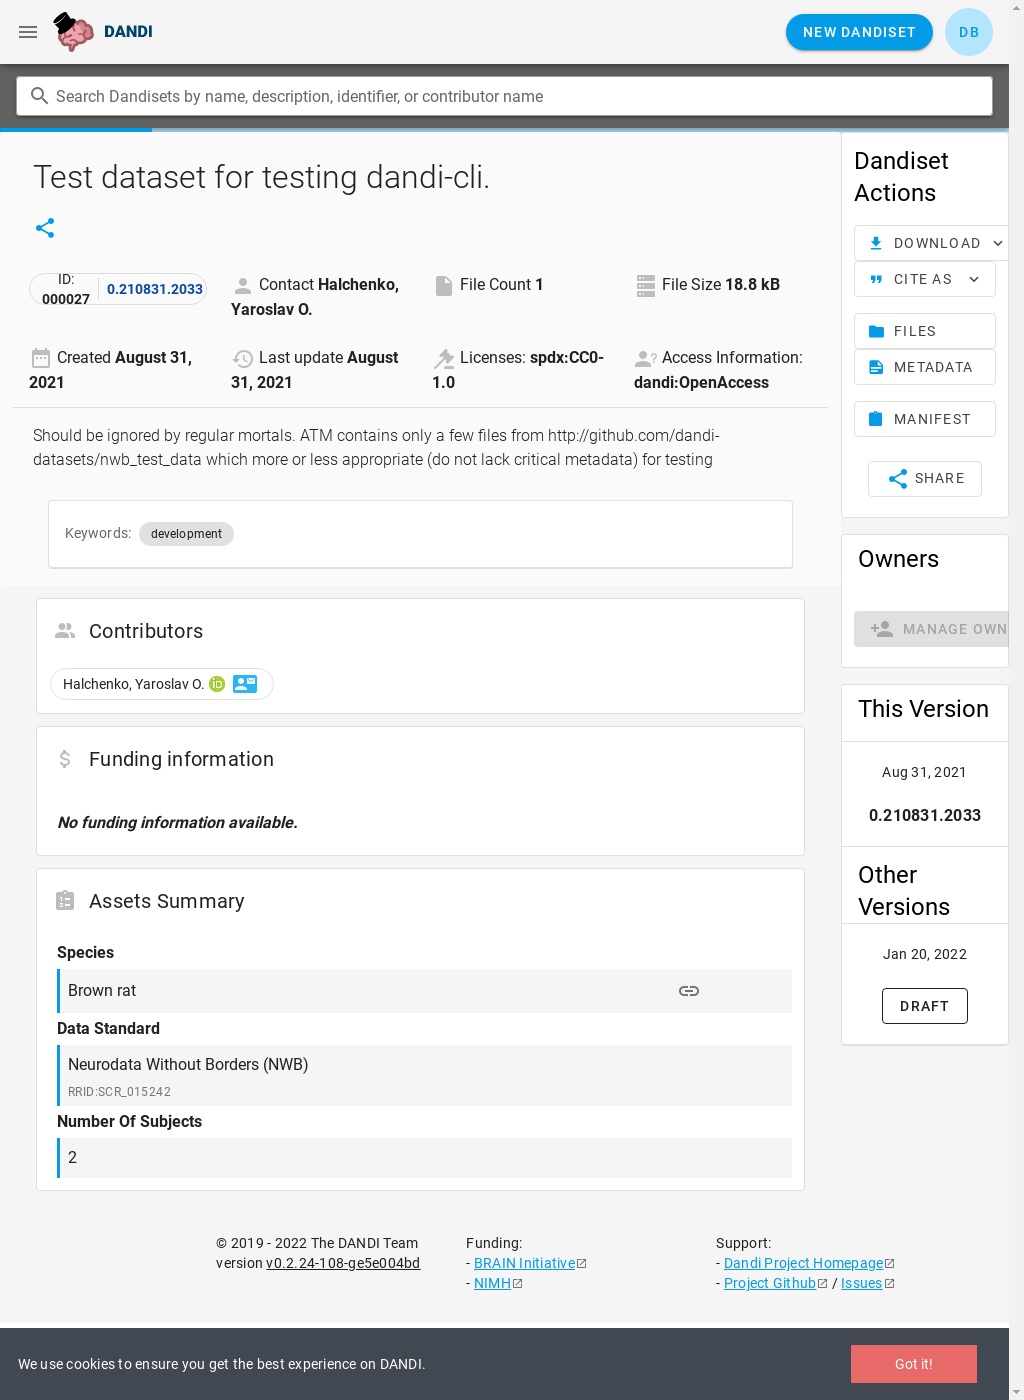 DANDI
NEW DANDISET
DB
Search Dandisets by name, description, identifier, or contributor name
Test dataset for testing dandi-cli.
ID:
000027
0.210831.2033
Contact Halchenko,
Yaroslav O.
File Count 1
File Size 18.8 kB
Created August 31,
2021
Last update August
31, 2021
Licenses: spdx:CC0-
1.0
Access Information:
dandi:OpenAccess
Should be ignored by regular mortals. ATM contains only a few files from http://github.com/dandi-
datasets/nwb_test_data which more or less appropriate (do not lack critical metadata) for testing
Keywords: development
Contributors
Halchenko, Yaroslav O. iD
Funding information
No funding information available.
Assets Summary
Species
Brown rat
Data Standard
Neurodata Without Borders (NWB)
RRID:SCR_015242
Number Of Subjects
2
Dandiset
Actions
DOWNLOAD
CITE AS
FILES
METADATA
MANIFEST
SHARE
Owners
MANAGE OWN
This Version
Aug 31, 2021
0.210831.2033
Other
Versions
Jan 20, 2022
DRAFT
© 2019 - 2022 The DANDI Team
version v0.2.24-108-ge5e004bd
Funding:
- BRAIN Initiative
- NIMH
Support:
- Dandi Project Homepage
- Project Github / Issues
We use cookies to ensure you get the best experience on DANDI.
Got it!